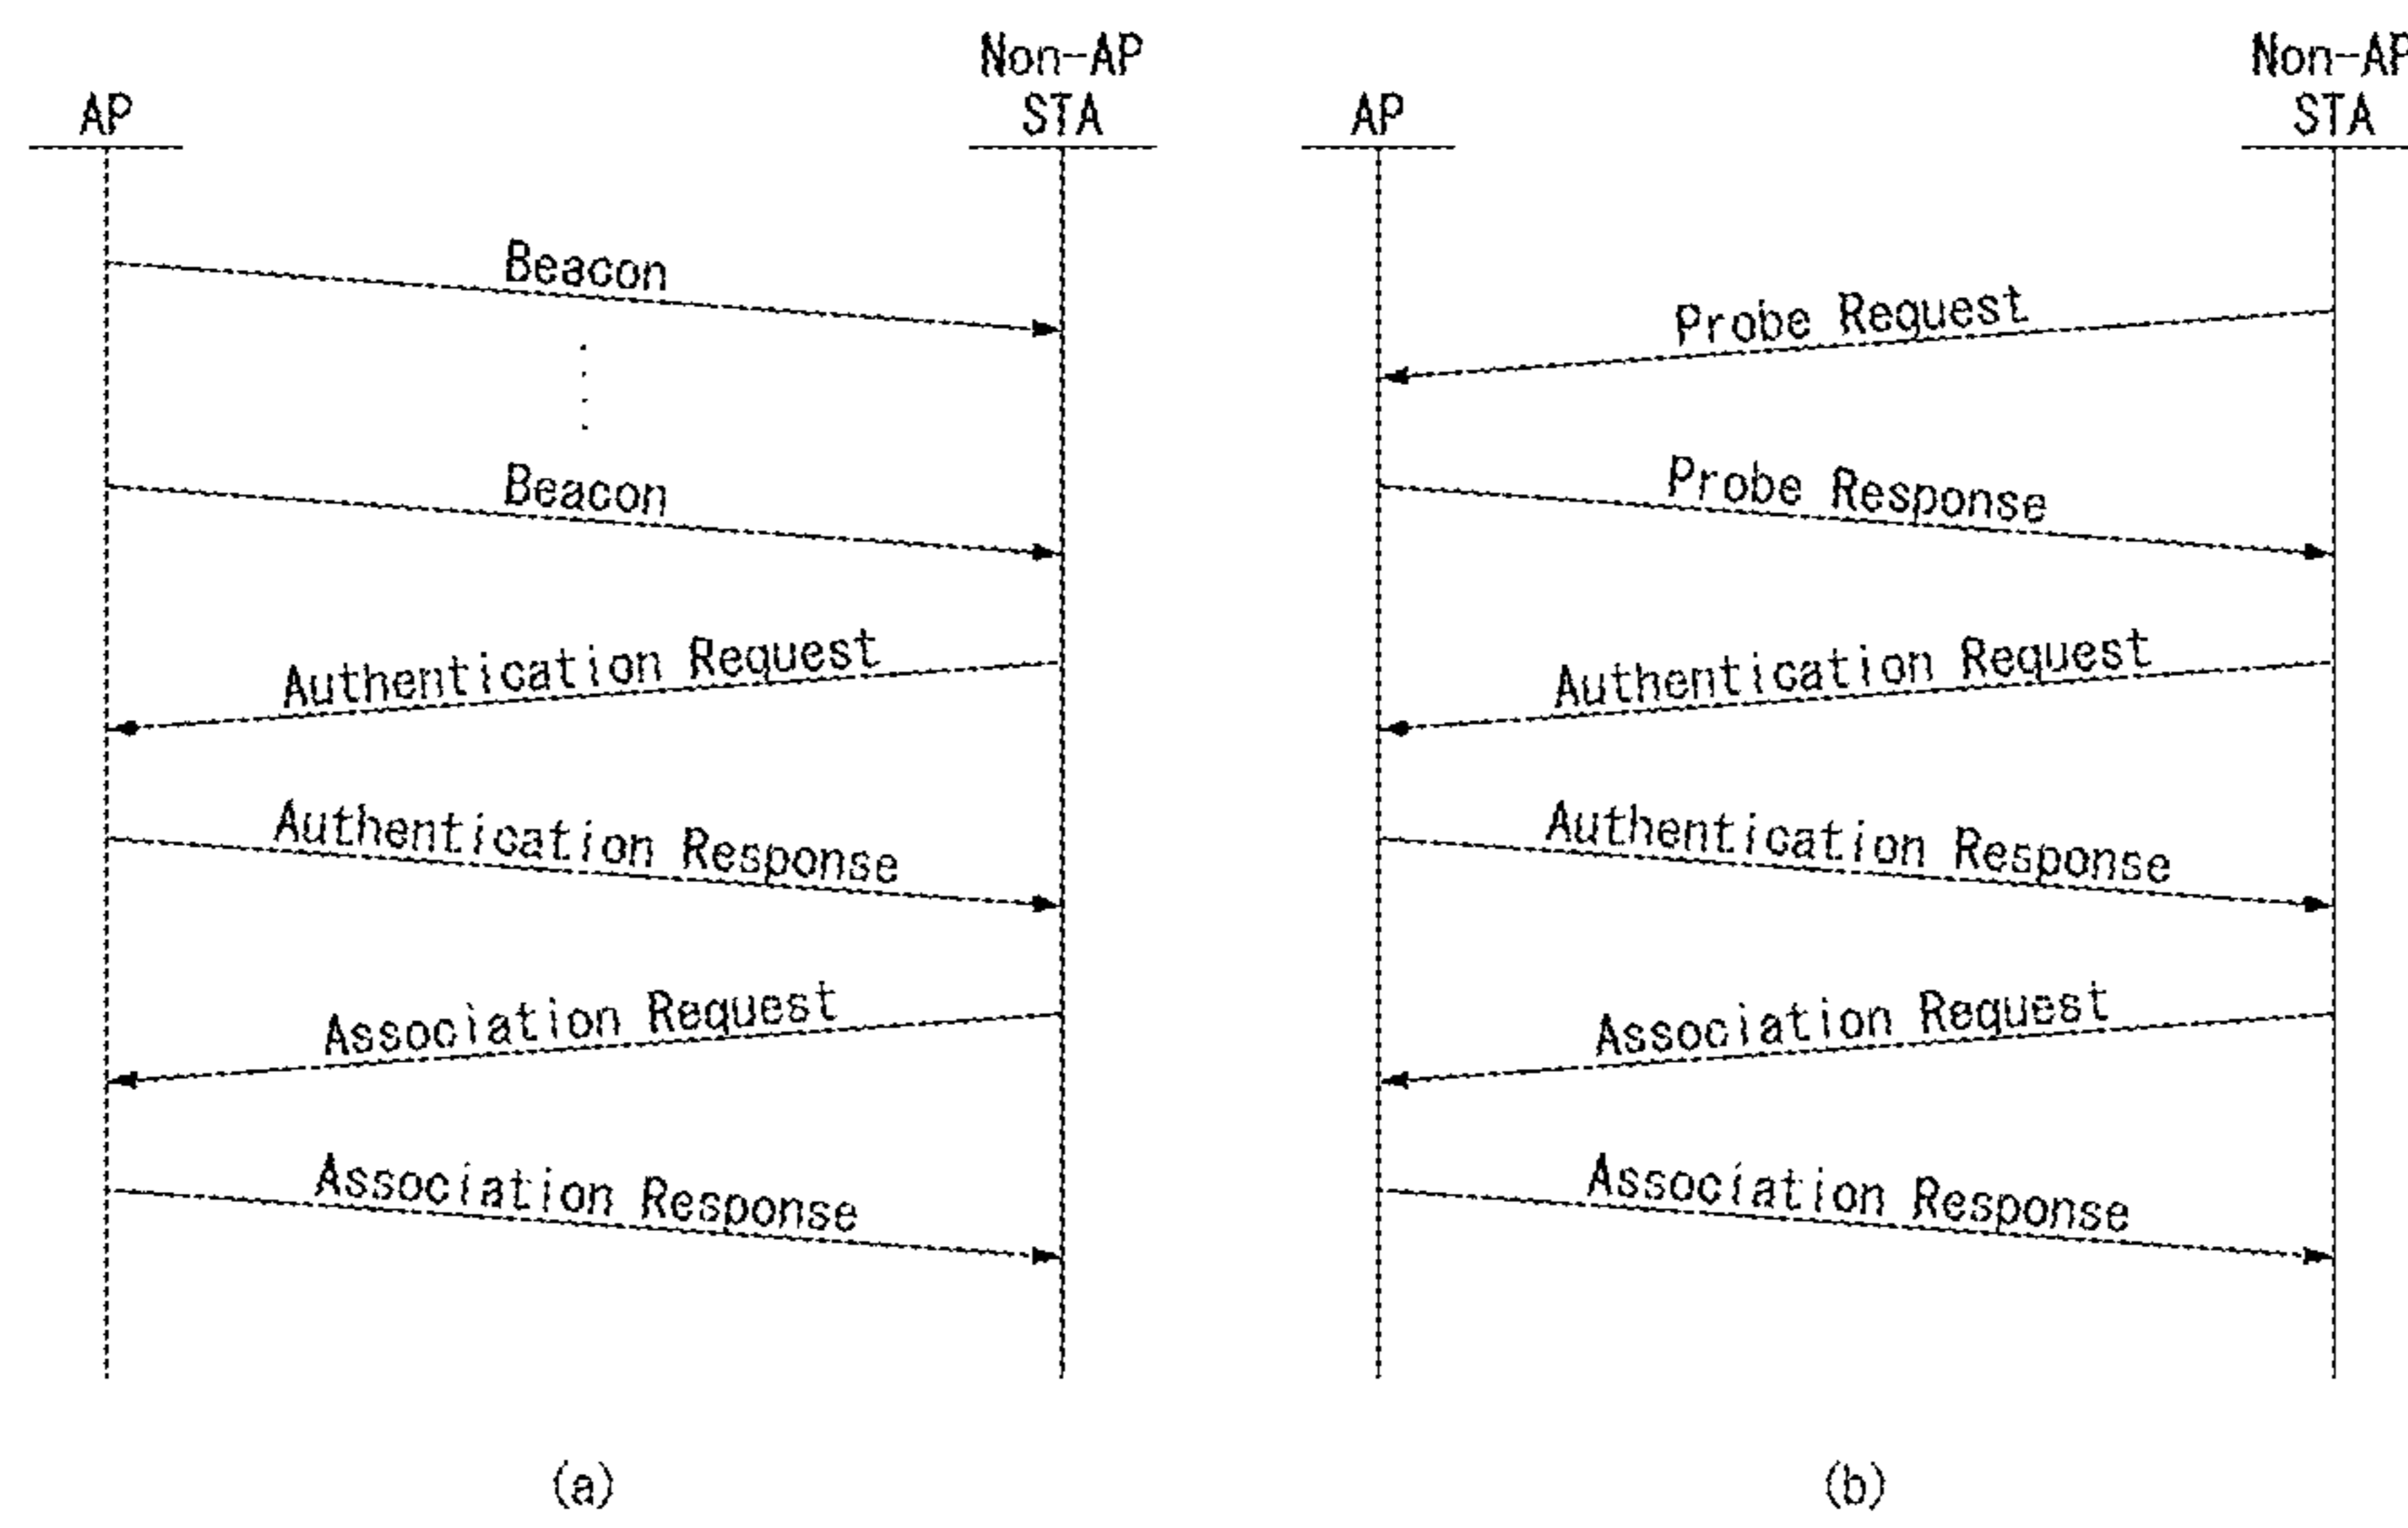 AP
Non-AP
STA
Beacon
Beacon
Authentication Request
Authentication Response
Association Request
Association Response
(a)
AP
Non-AP
STA
Probe Request
Probe Response
Authentication Request
Authentication Response
Association Request
Association Response
(b)